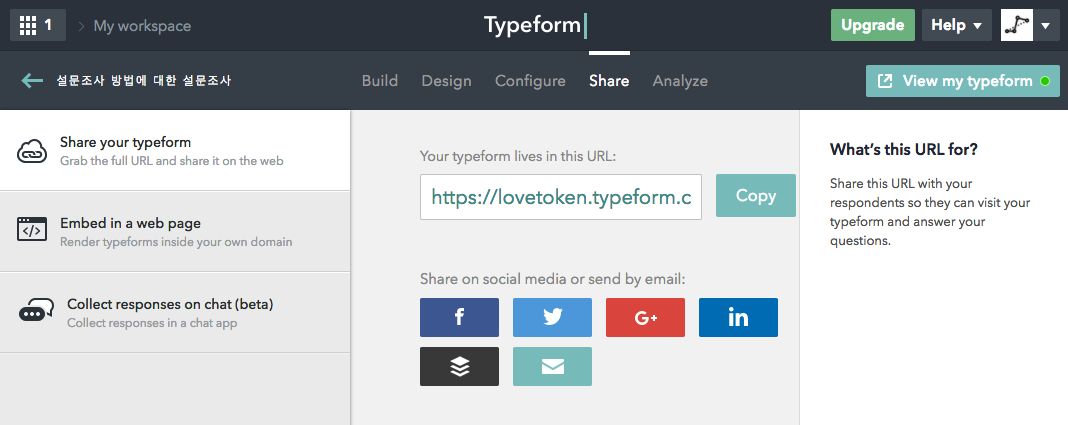 1 > My workspace
Typeform
Upgrade
Help
설문조사 방법에 대한 설문조사
Build Design Configure Share Analyze
View my typeform
Share your typeform
Grab the full URL and share it on the web
Embed in a web page
Render typeforms inside your own domain
Collect responses on chat (beta)
Collect responses in a chat app
Your typeform lives in this URL:
https://lovetoken.typeform.c
Copy
Share on social media or send by email:
f
G+
in
What's this URL for?
Share this URL with your
respondents so they can visit your
typeform and answer your
questions.